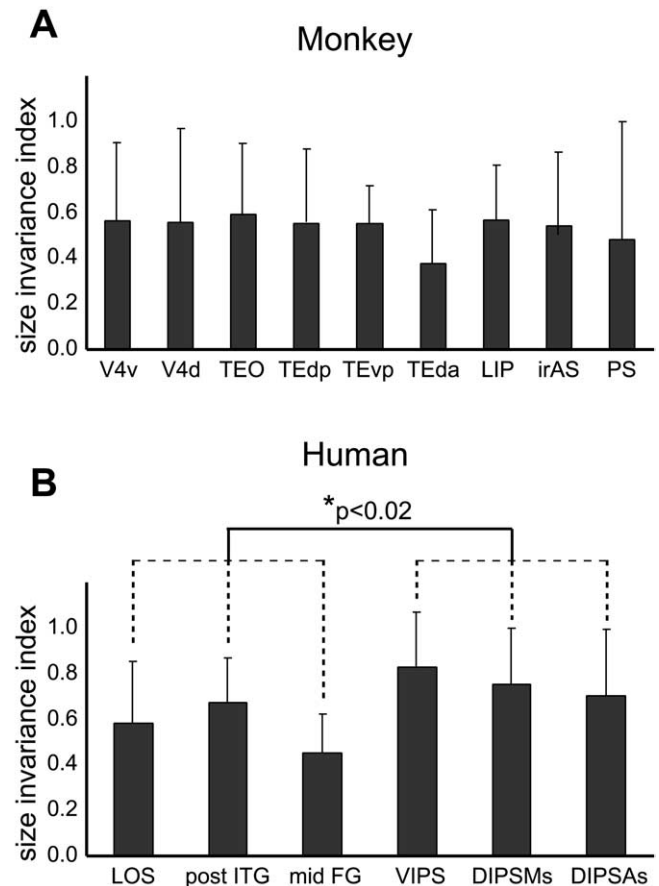 A
Monkey
size invariance index
1.0
0.8
0.6
0.4
0.2
0.0
V4v V4d TEO TEdp TEvp TEda LIP irAS PS
B
Human
*p<0.02
size invariance index
1.0
0.8
0.6
0.4
0.2
0.0
LOS post ITG mid FG VIPS DIPSMs DIPSAs